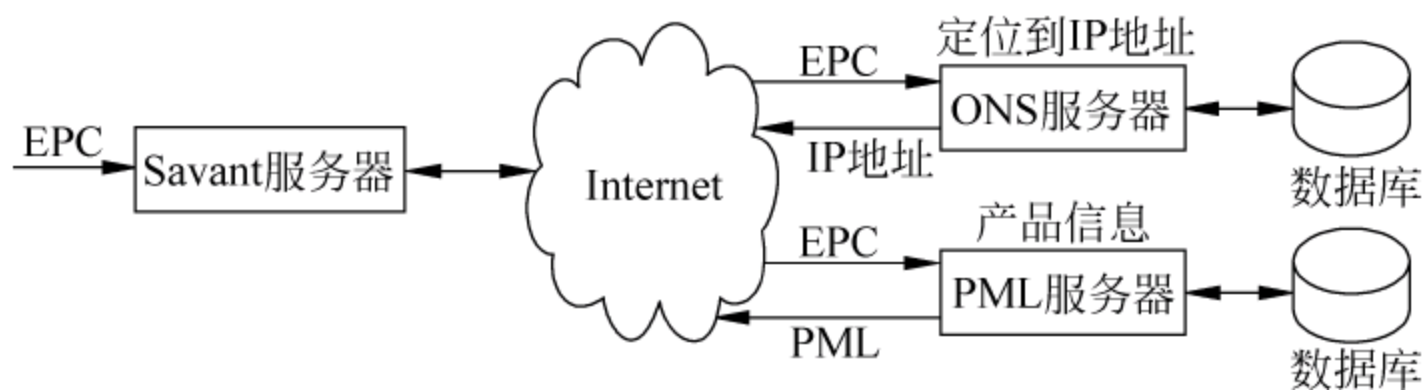 EPC
Savant服务器
Internet
EPC
IP地址
定位到IP地址
ONS服务器
数据库
EPC
PML
产品信息
PML服务器
数据库